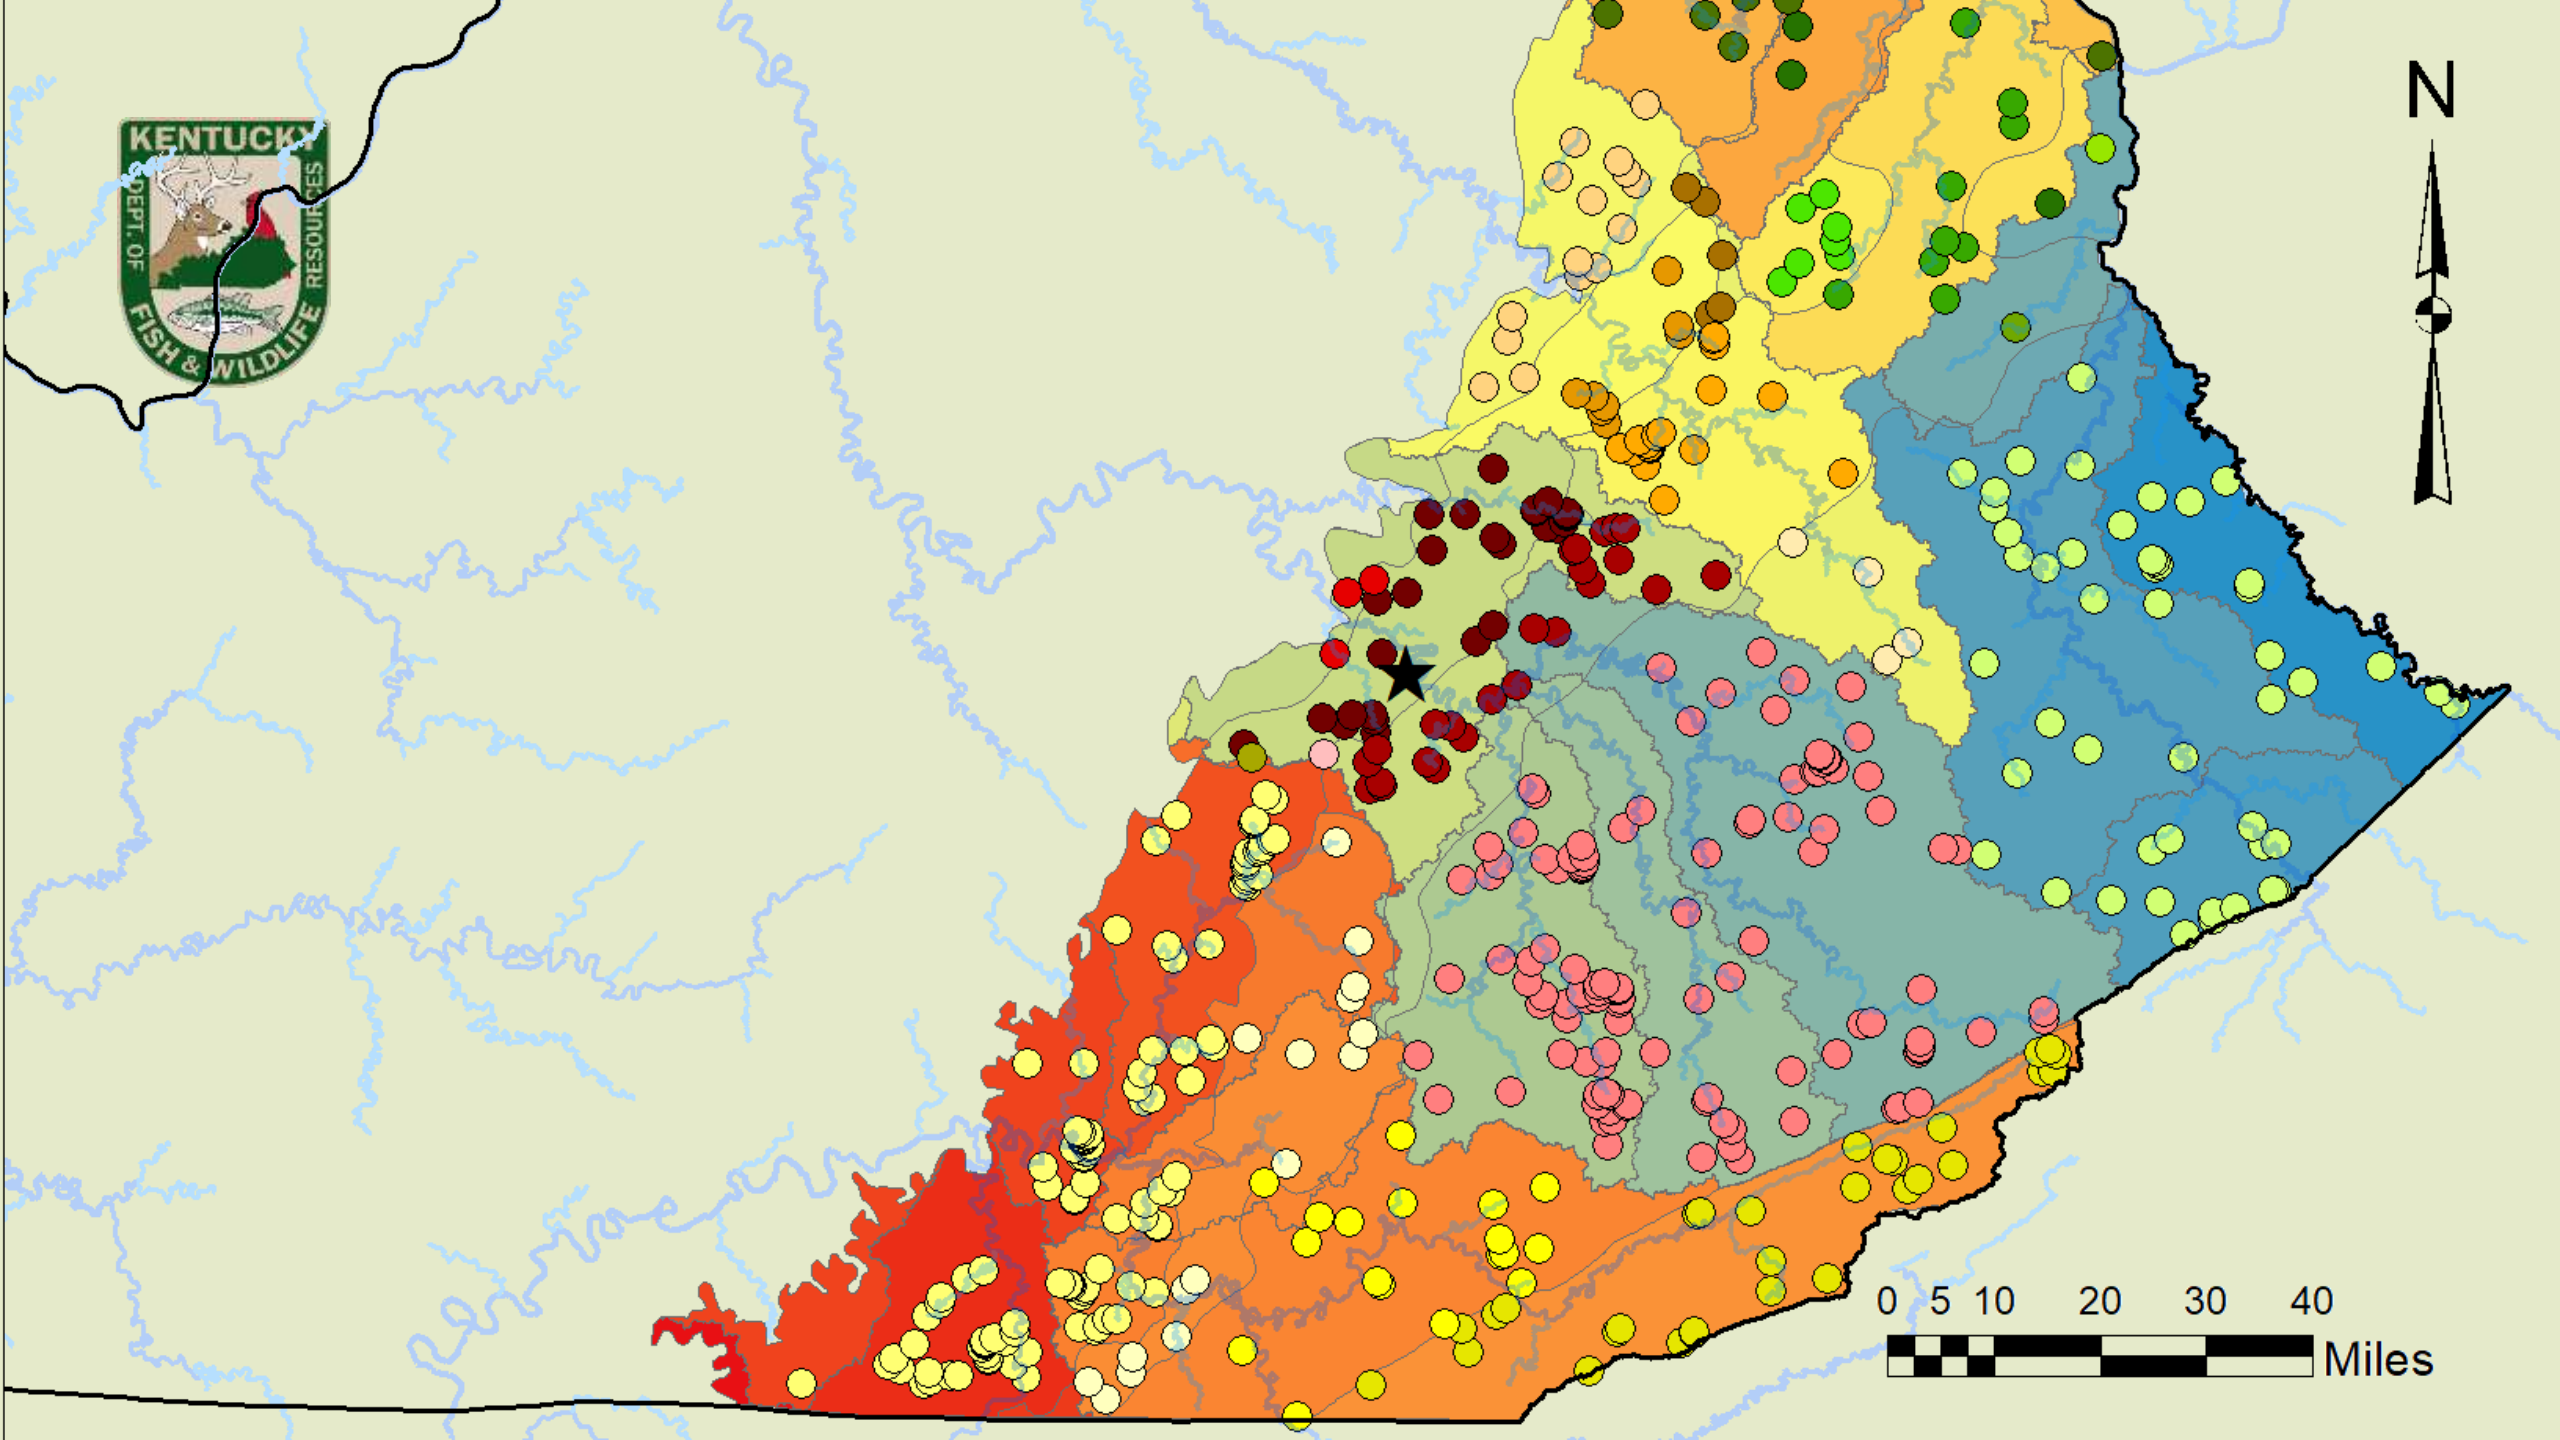 KENTUCKY
DEPT. OF
FISH & WILDLIFE
RESOURCES
N
0 5 10 20 30 40
Miles